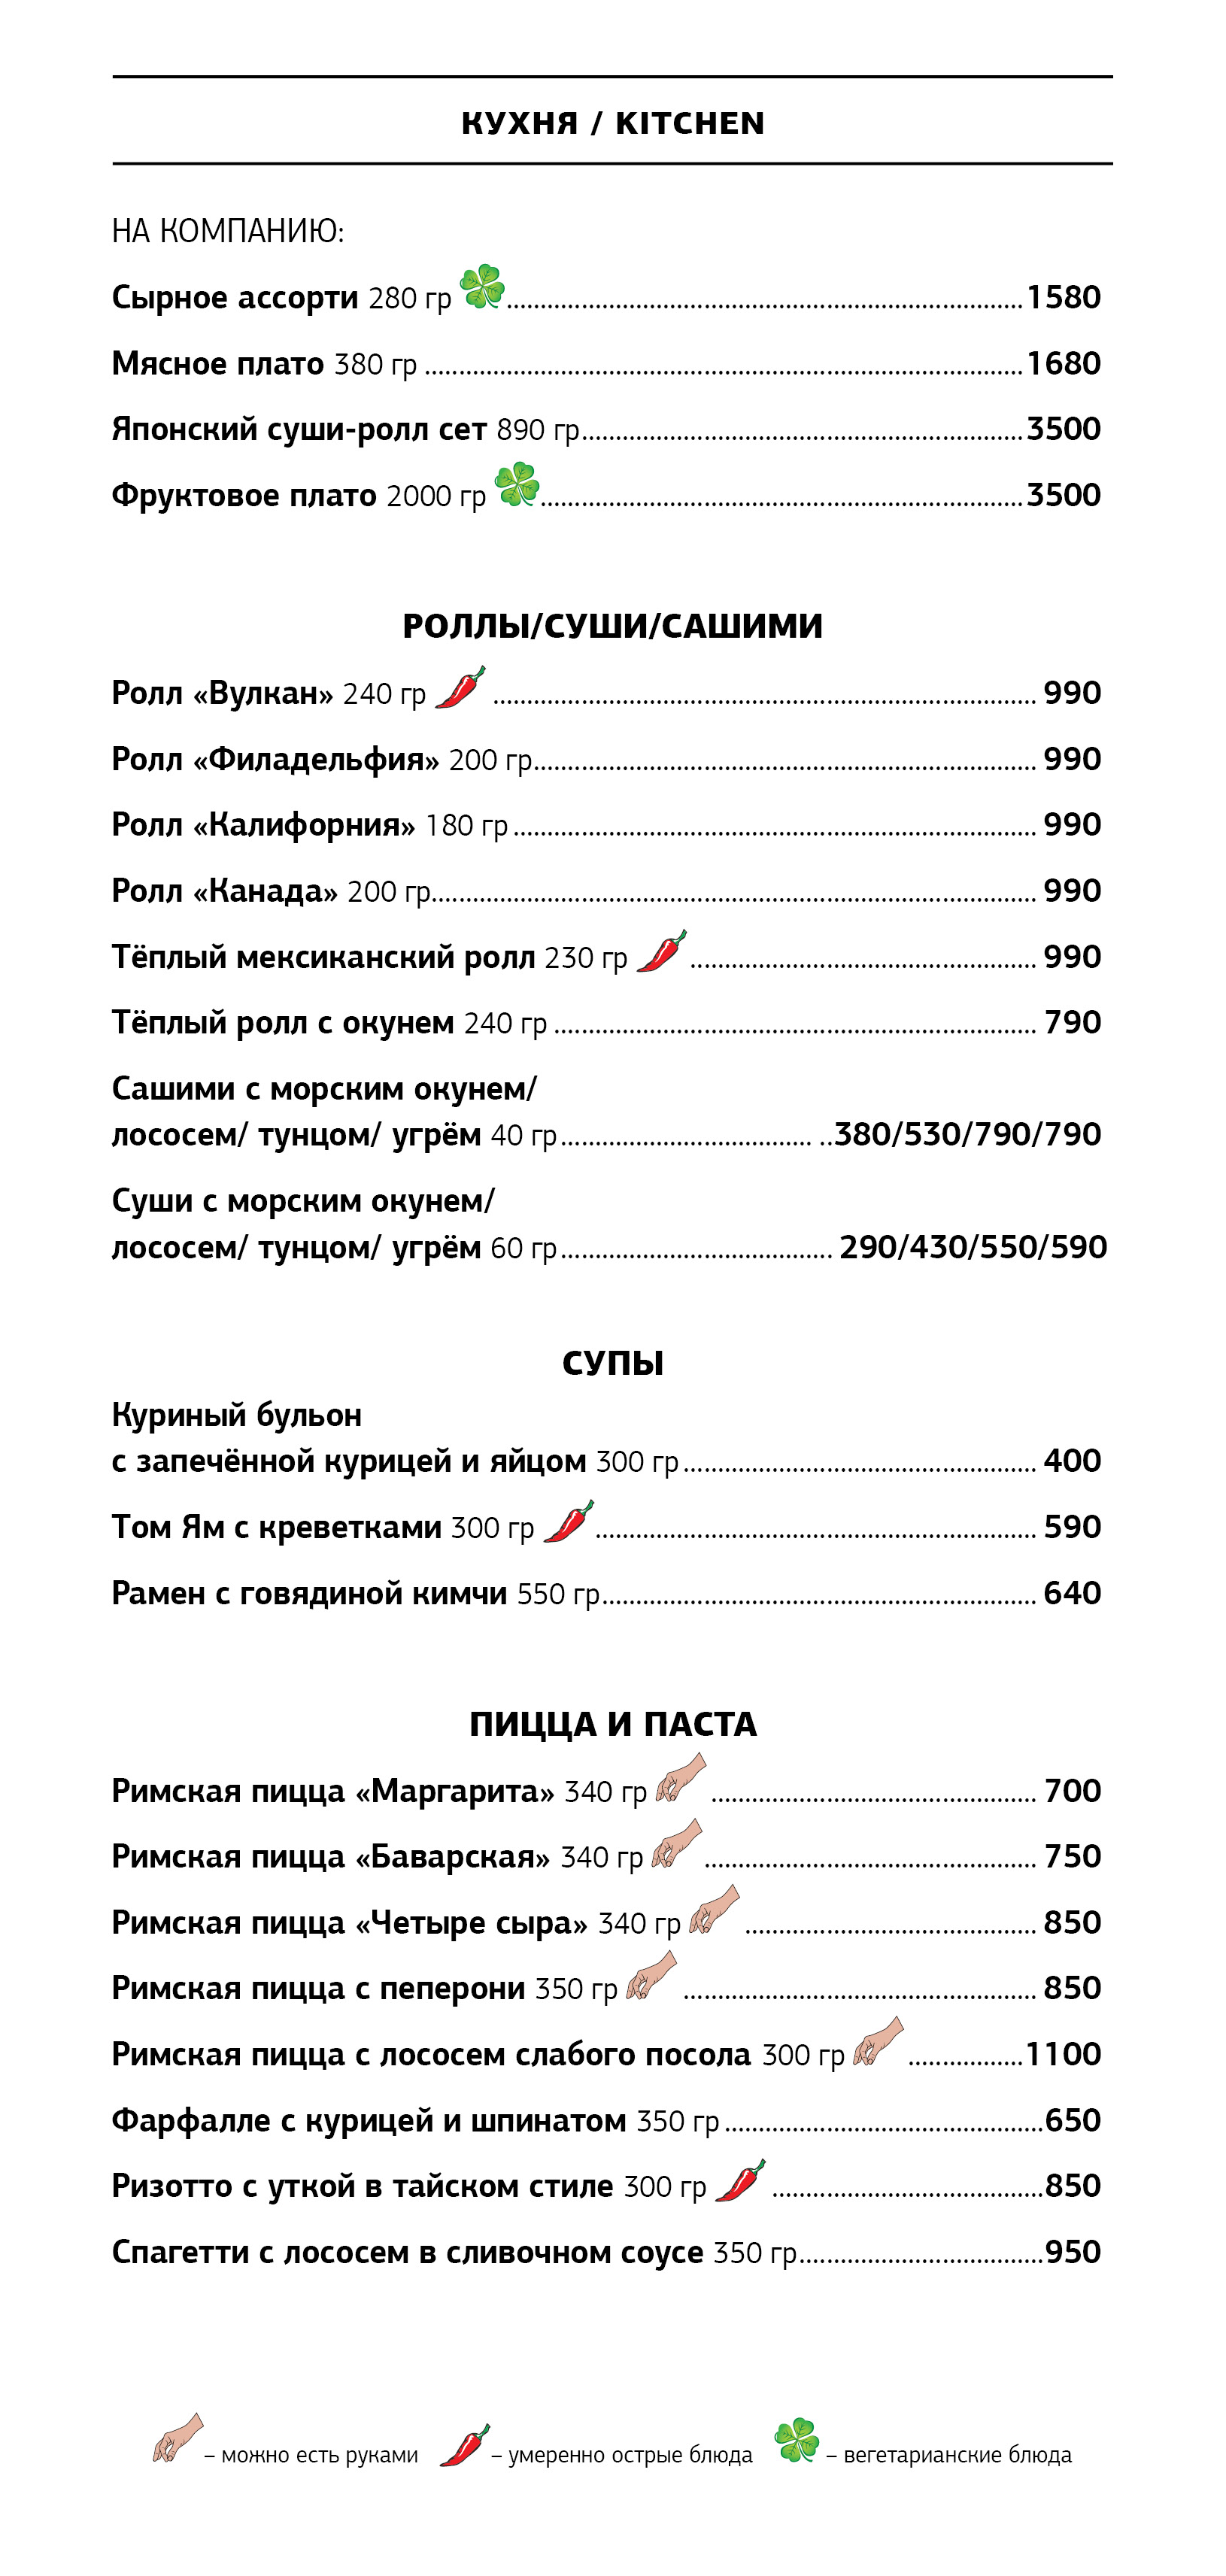 КУХНЯ / KITCHEN
НА КОМПАНИЮ:
Сырное ассорти 280 гр 1580
Мясное плато 380 гр 1680
Японский суши-ролл сет 890 гр 3500
Фруктовое плато 2000 гр 3500
РОЛЛЫ/СУШИ/САШИМИ
Ролл «Вулкан» 240 гр 990
Ролл «Филадельфия» 200 гр 990
Ролл «Калифорния» 180 гр 990
Ролл «Канада» 200 гр 990
Тёплый мексиканский ролл 230 гр 990
Тёплый ролл с окунем 240 гр 790
Сашими с морским окунем/
лососем/ тунцом/ угрём 40 гр 380/530/790/790
Суши с морским окунем/
лососем/ тунцом/ угрём 60 гр 290/430/550/590
СУПЫ
Куриный бульон
с запечённой курицей и яйцом 300 гр 400
Том Ям с креветками 300 гр 590
Рамен с говядиной кимчи 550 гр 640
ПИЦЦА И ПАСТА
Римская пицца «Маргарита» 340 гр 700
Римская пицца «Баварская» 340 гр 750
Римская пицца «Четыре сыра» 340 гр 850
Римская пицца с пеперони 350 гр 850
Римская пицца с лососем слабого посола 300 гр 1100
Фарфалле с курицей и шпинатом 350 гр 650
Ризотто с уткой в тайском стиле 300 гр 850
Спагетти с лососем в сливочном соусе 350 гр 950
– можно есть руками – умеренно острые блюда – вегетарианские блюда